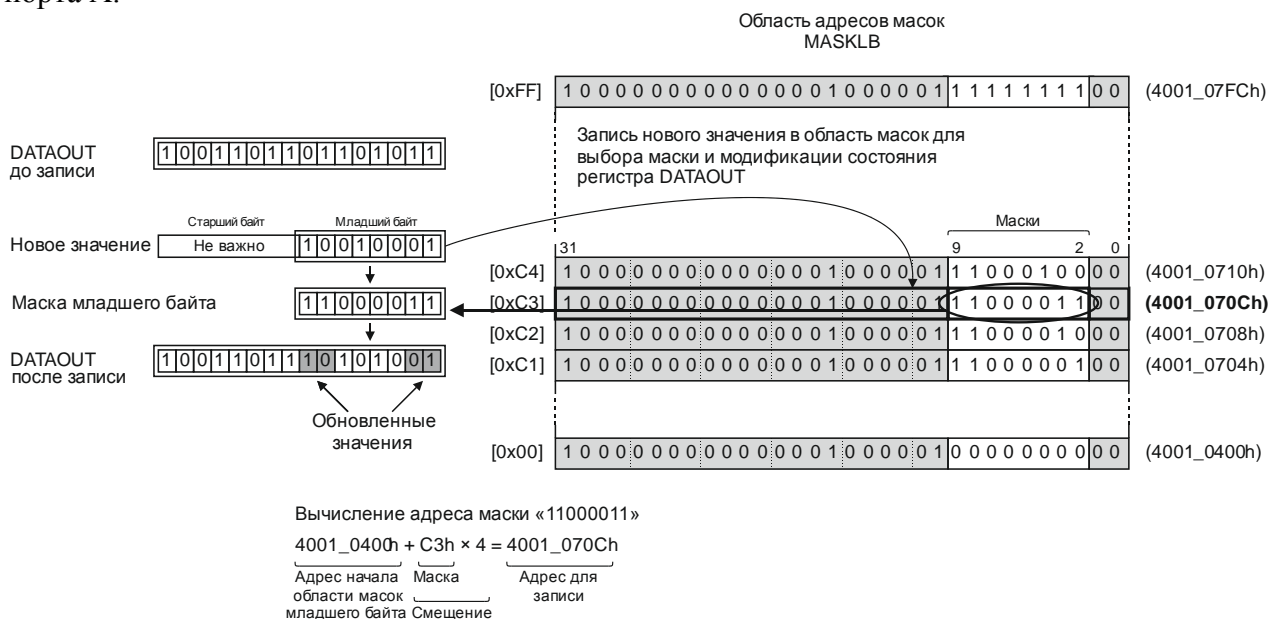 порта А.
Область адресов масок
MASKLB
[0xFF] 1 0 0 0 0 0 0 0 0 0 0 0 0 0 0 1 0 0 0 0 0 1 1 1 1 1 1 1 1 1 0 0 (4001_07FCh)
Запись нового значения в область масок для
выбора маски и модификации состояния
регистра DATAOUT
DATAOUT
до записи
1 0 0 1 1 0 1 1 0 1 1 0 1 0 1 1
Старший байт Младший байт
Новое значение Не важно 1 0 0 1 0 0 0 1
Маски
31 9 2 0
[0xC4] 1 0 0 0 0 0 0 0 0 0 0 0 0 0 0 1 0 0 0 0 0 1 1 1 0 0 0 1 0 0 0 0 (4001_0710h)
Маска младшего байта 1 1 0 0 0 0 1 1
[0xC3] 1 0 0 0 0 0 0 0 0 0 0 0 0 0 0 1 0 0 0 0 0 1 1 1 0 0 0 0 1 1 0 0 (4001_070Ch)
[0xC2] 1 0 0 0 0 0 0 0 0 0 0 0 0 0 0 1 0 0 0 0 0 1 1 1 0 0 0 0 1 0 0 0 (4001_0708h)
DATAOUT
после записи
1 0 0 1 1 0 1 1 1 0 1 0 1 0 0 1
[0xC1] 1 0 0 0 0 0 0 0 0 0 0 0 0 0 0 1 0 0 0 0 0 1 1 1 0 0 0 0 0 1 0 0 (4001_0704h)
Обновленные
значения
[0x00] 1 0 0 0 0 0 0 0 0 0 0 0 0 0 0 1 0 0 0 0 0 1 0 0 0 0 0 0 0 0 0 0 (4001_0400h)
Вычисление адреса маски «11000011»
4001_0400h + C3h × 4 = 4001_070Ch
Адрес начала Маска Адрес для
области масок записи
младшего байта Смещение